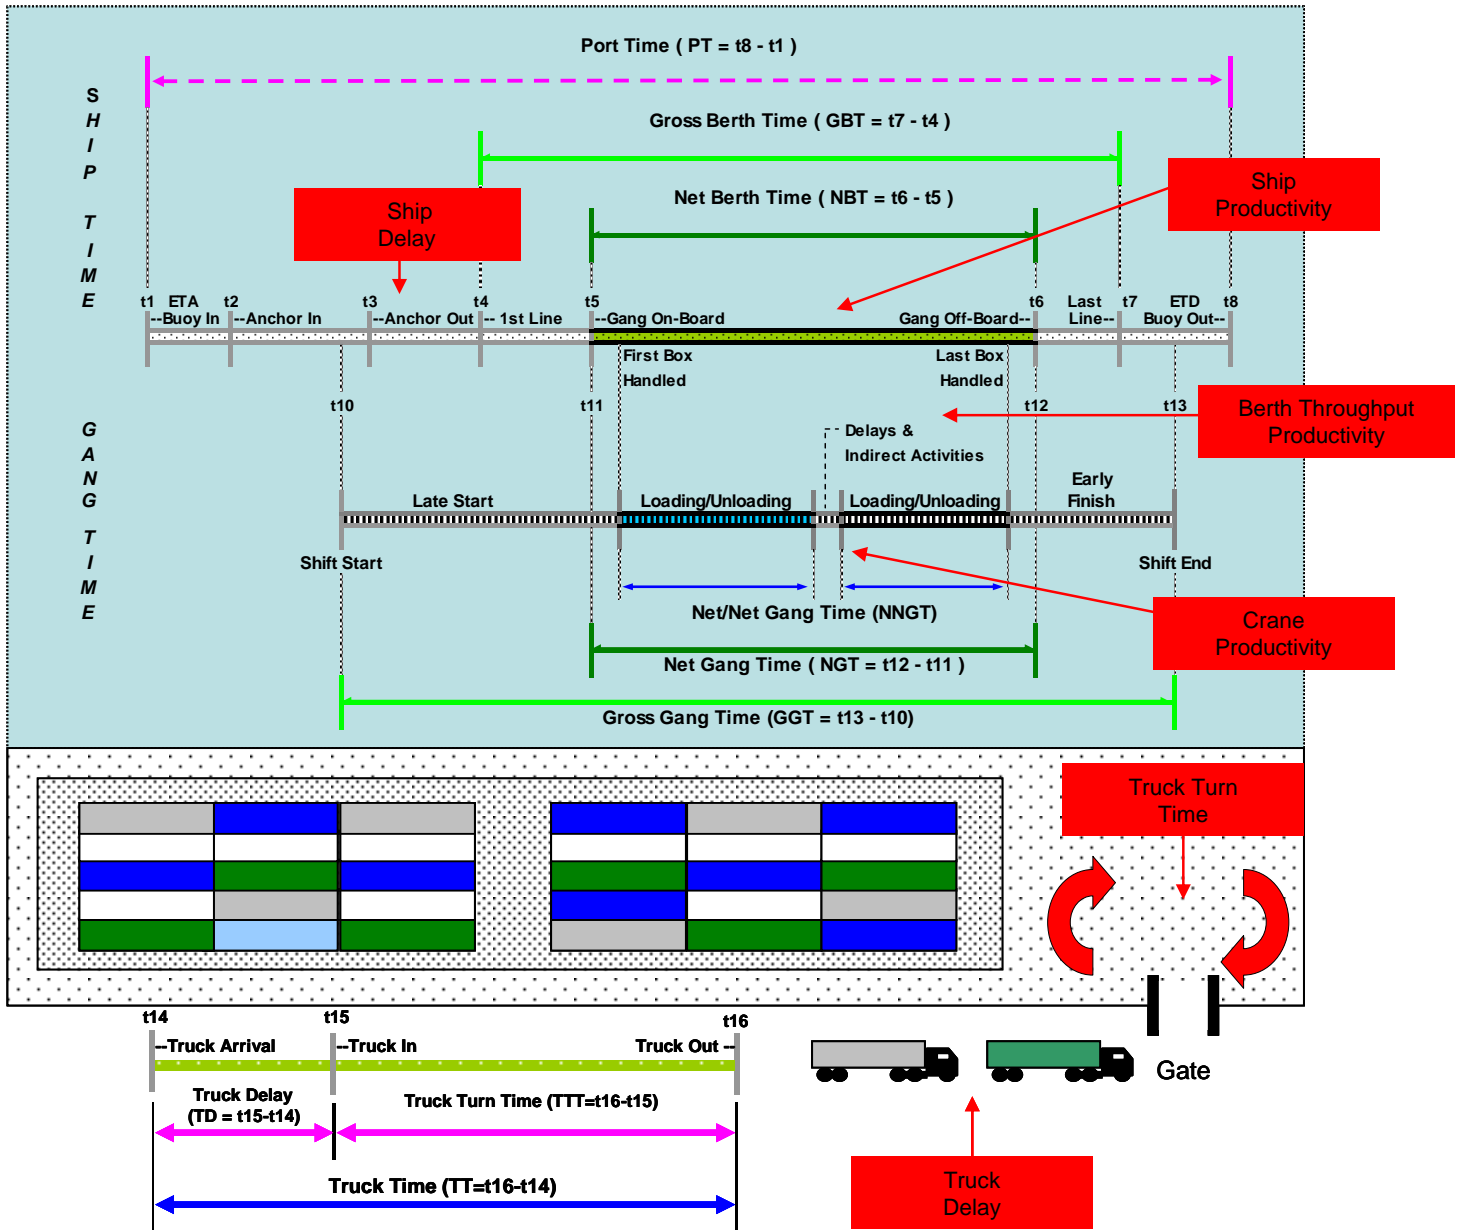 Port Time ( PT = t8 - t1 )
S
H
I
P
T
I
M
E
Gross Berth Time ( GBT = t7 - t4 )
Net Berth Time ( NBT = t6 - t5 )
Ship
Productivity
Ship
Delay
t1 ETA t2 t3 t4 t5 t6 Last t7 ETD t8
--Buoy In --Anchor In --Anchor Out -- 1st Line --Gang On-Board Gang Off-Board-- Line-- Buoy Out--
First Box
Handled
Last Box
Handled
t10 t11 t12 t13
Berth Throughput
Productivity
G
A
N
G
T
I
M
E
Delays &
Indirect Activities
Late Start Loading/Unloading Loading/Unloading
Early
Finish
Shift Start Shift End
Net/Net Gang Time (NNGT)
Crane
Productivity
Net Gang Time ( NGT = t12 - t11 )
Gross Gang Time (GGT = t13 - t10)
Truck Turn
Time
t14 t15 t16
--Truck Arrival --Truck In Truck Out --
Gate
Truck Delay
(TD = t15-t14)
Truck Turn Time (TTT=t16-t15)
Truck Time (TT=t16-t14)
Truck
Delay